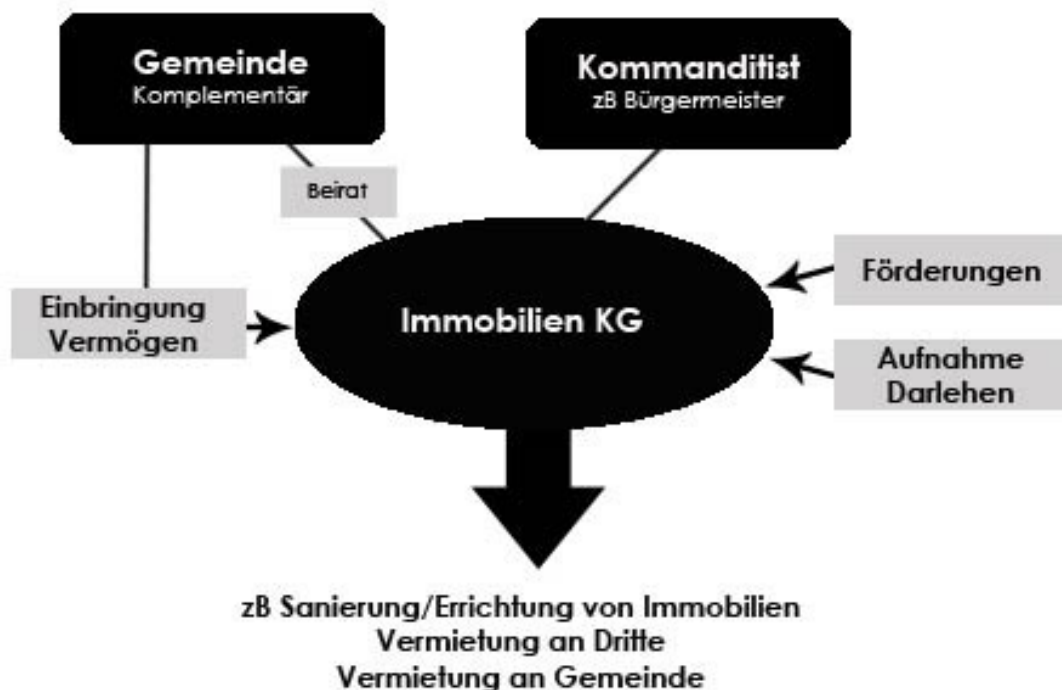 Gemeinde
Komplementär
Kommanditist
zB Bürgermeister
Beirat
Einbringung
Vermögen
Immobilien KG
Förderungen
Aufnahme
Darlehen
zB Sanierung/Errichtung von Immobilien
Vermietung an Dritte
Vermietung an Gemeinde